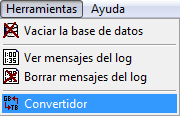 Herramientas Ayuda
Vaciar la base de datos
Ver mensajes del log
Borrar mensajes del log
Convertidor